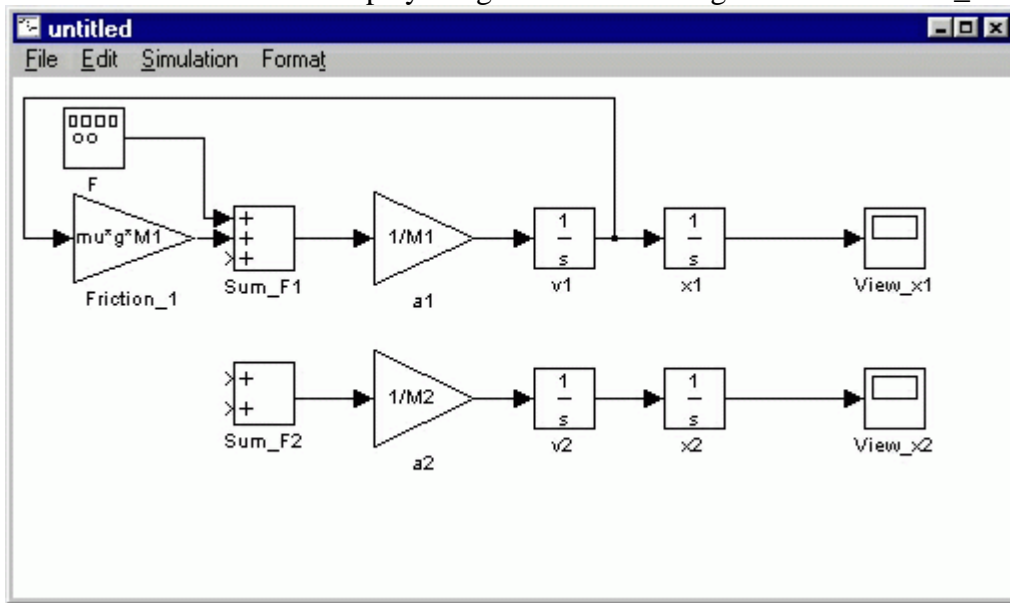 untitled
File Edit Simulation Format
F
mu*g*M1
Friction_1
+
+
+
Sum_F1
1/M1
a1
1
s
v1
1
s
x1
View_x1
+
+
Sum_F2
1/M2
a2
1
s
v2
1
s
x2
View_x2